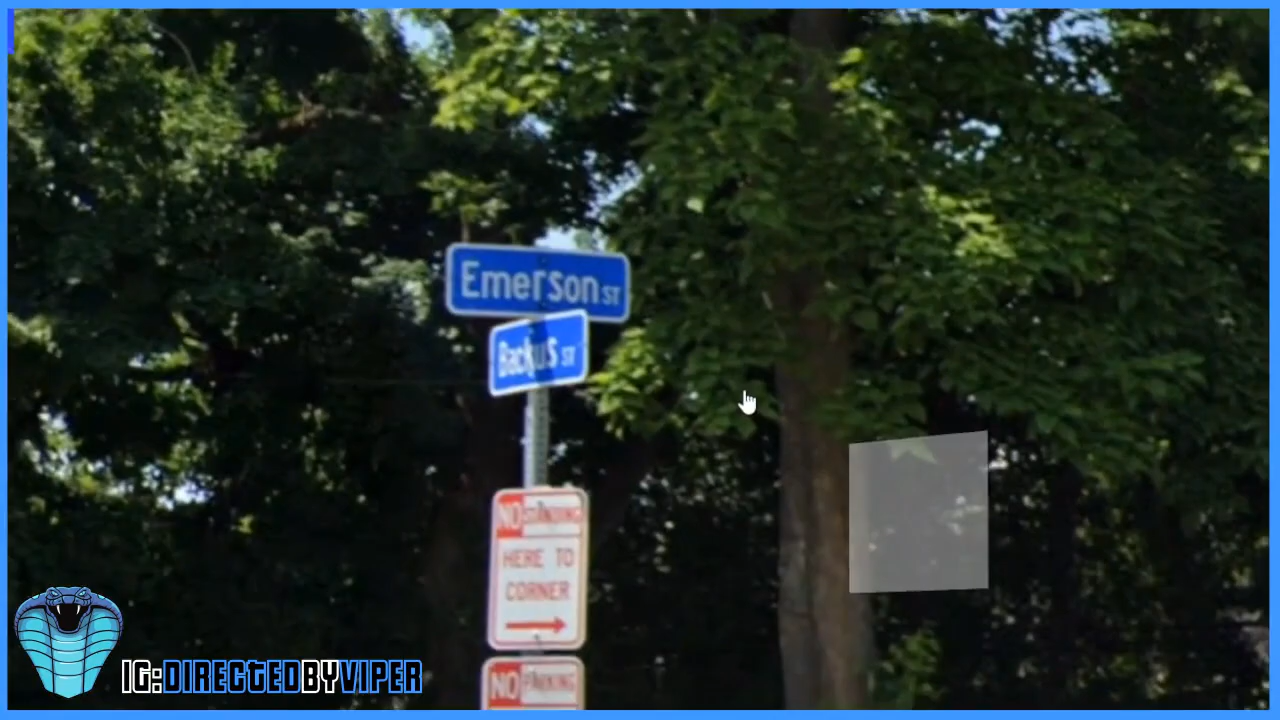 Emerson ST
Backus ST
NO STANDING
HERE TO
CORNER
NO PARKING
IG:DIRECTEDBYVIPER